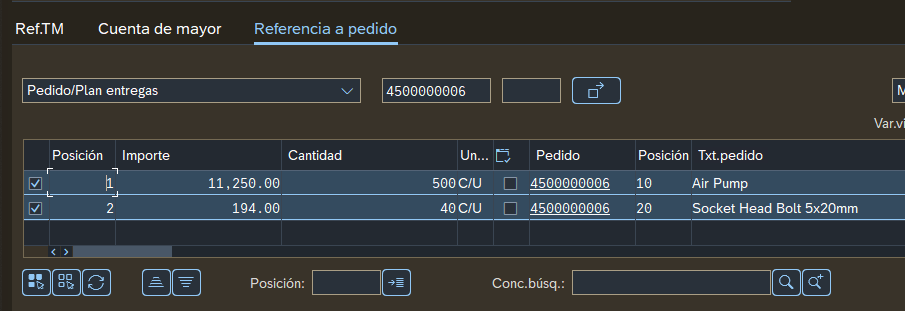 Ref.TM Cuenta de mayor Referencia a pedido
Pedido/Plan entregas 4500000006
Var.vi
Posición Importe Cantidad Un... Pedido Posición Txt.pedido
1 11,250.00 500 C/U 4500000006 10 Air Pump
2 194.00 40 C/U 4500000006 20 Socket Head Bolt 5x20mm
Posición: Conc.búsq.: